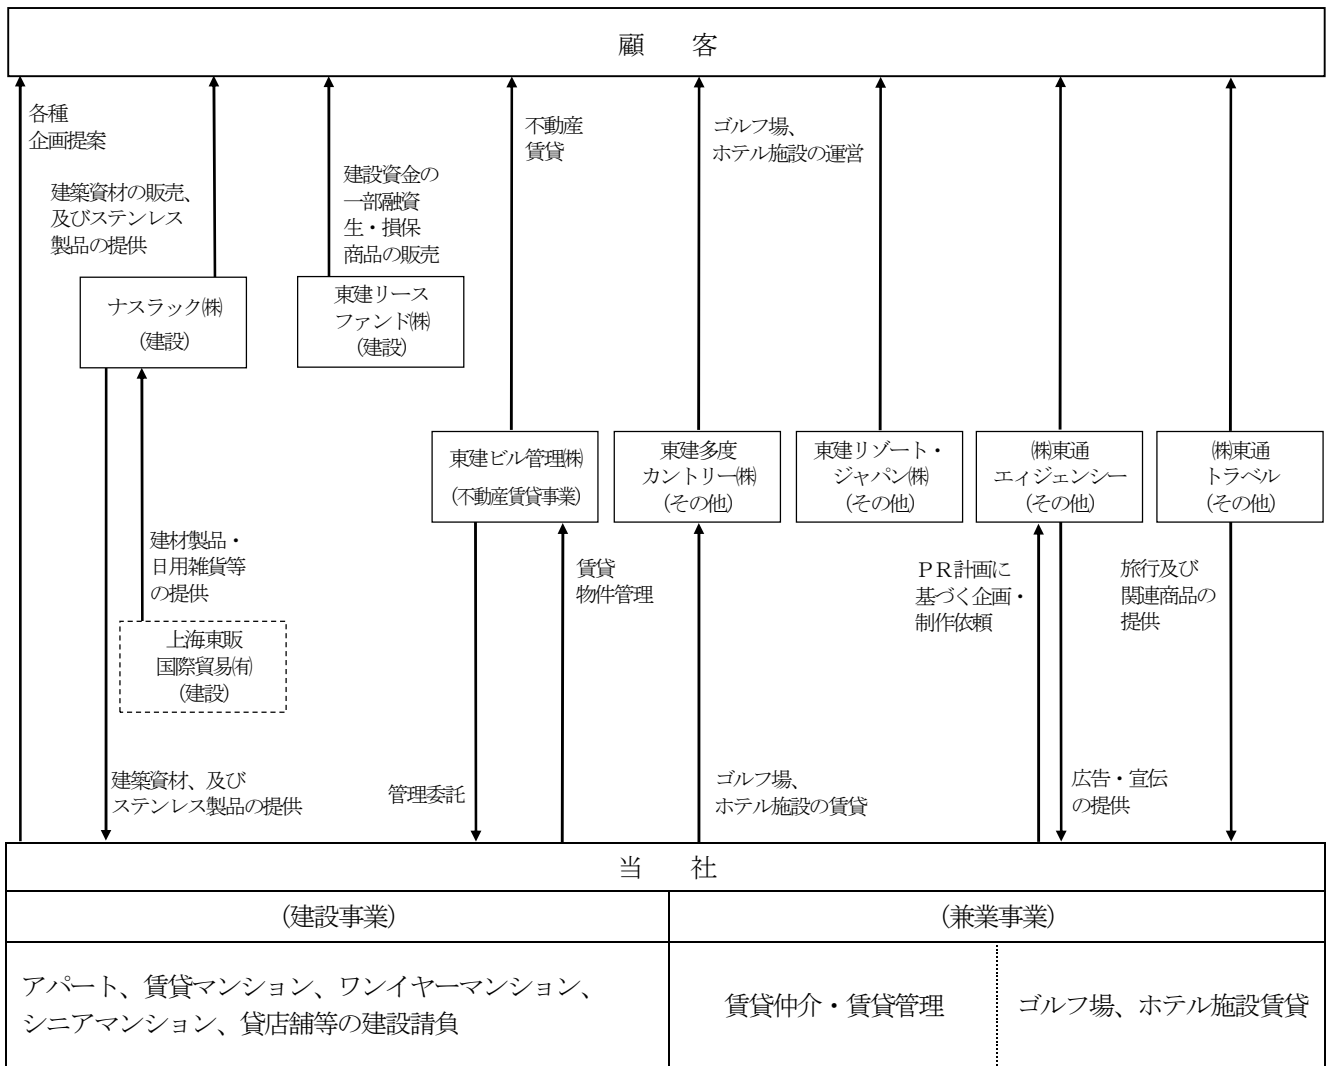 顧　　客
各種
企画提案
建築資材の販売、
及びステンレス
製品の提供
建設資金の
一部融資
生・損保
商品の販売
不動産
賃貸
ゴルフ場、
ホテル施設の運営
ナスラック㈱
(建設)
東建リース
ファンド㈱
(建設)
東建ビル管理㈱
(不動産賃貸事業)
東建多度
カントリー㈱
(その他)
東建リゾート・
ジャパン㈱
(その他)
㈱東通
エィジェンシー
(その他)
㈱東通
トラベル
(その他)
建材製品・
日用雑貨等
の提供
賃貸
物件管理
ＰＲ計画に
基づく企画・
制作依頼
旅行及び
関連商品の
提供
上海東販
国際貿易㈲
(建設)
建築資材、及び
ステンレス製品の提供
管理委託
ゴルフ場、
ホテル施設の賃貸
広告・宣伝
の提供
当　　社
(建設事業)
(兼業事業)
アパート、賃貸マンション、ワンイヤーマンション、
シニアマンション、貸店舗等の建設請負
賃貸仲介・賃貸管理
ゴルフ場、ホテル施設賃貸